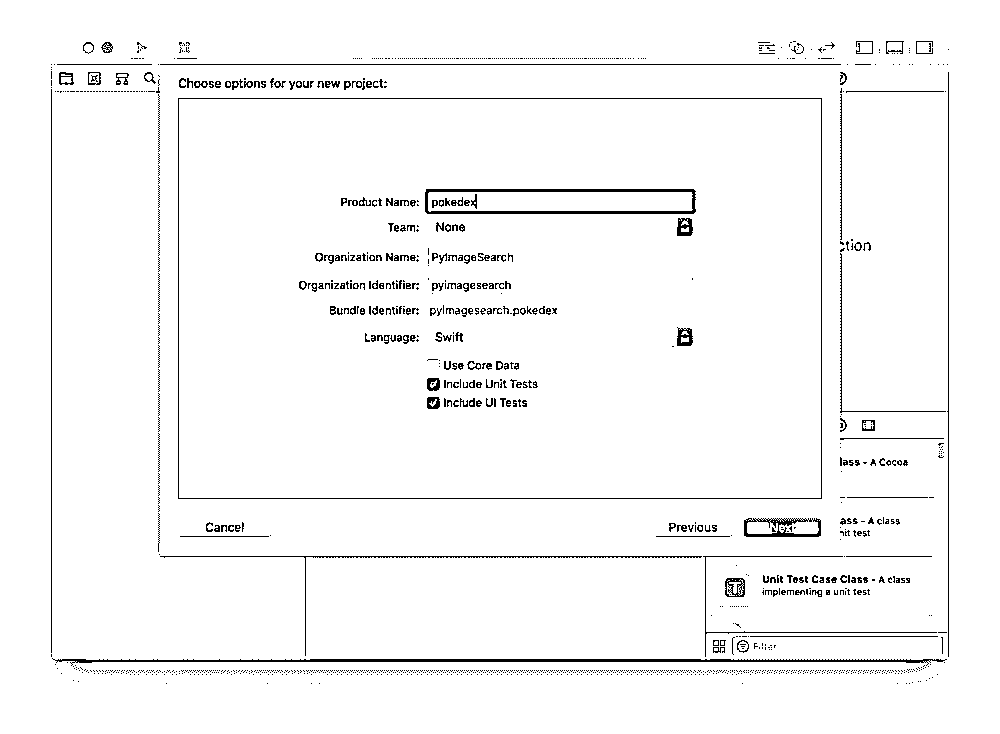 Choose options for your new project:
Product Name: pokedex
Team: None
Organization Name: PyImageSearch
Organization Identifier: pyimagesearch
Bundle Identifier: pyimagesearch.pokedex
Language: Swift
Use Core Data
Include Unit Tests
Include UI Tests
Cancel
Previous
Next
ction
lass - A Cocoa
ass - A class
nit test
Unit Test Case Class - A class
implementing a unit test
Filter